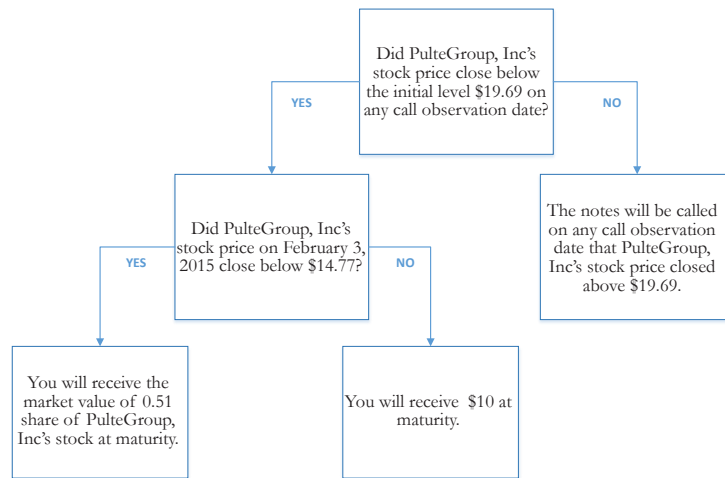 Did PulteGroup, Inc's
stock price close below
the initial level $19.69 on
any call observation date?
YES
NO
Did PulteGroup, Inc's
stock price on February 3,
2015 close below $14.77?
The notes will be called
on any call observation
date that PulteGroup,
Inc's stock price closed
above $19.69.
YES
NO
You will receive the
market value of 0.51
share of PulteGroup,
Inc's stock at maturity.
You will receive $10 at
maturity.